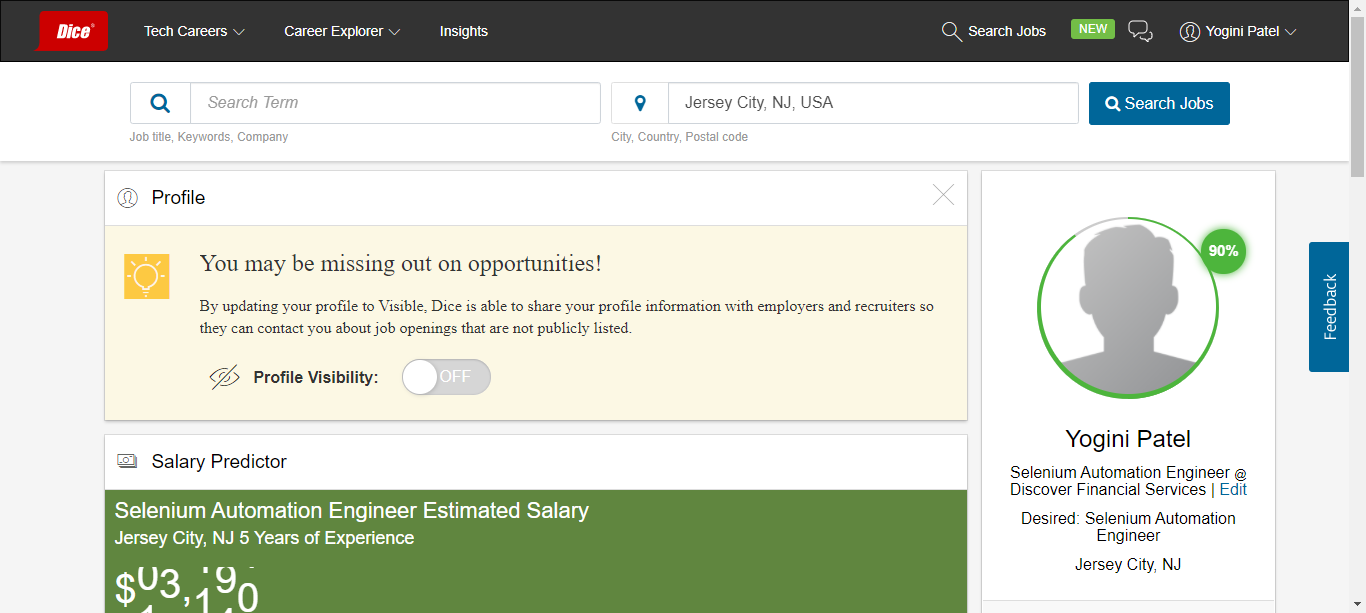 Dice
Tech Careers
Career Explorer
Insights
Search Jobs
NEW
Yogini Patel
Search Term
Jersey City, NJ, USA
Search Jobs
Job title, Keywords, Company
City, Country, Postal code
Profile
You may be missing out on opportunities!
By updating your profile to Visible, Dice is able to share your profile information with employers and recruiters so
they can contact you about job openings that are not publicly listed.
Profile Visibility:
OFF
Salary Predictor
Selenium Automation Engineer Estimated Salary
Jersey City, NJ 5 Years of Experience
90%
Yogini Patel
Selenium Automation Engineer @
Discover Financial Services | Edit
Desired: Selenium Automation
Engineer
Jersey City, NJ
Feedback